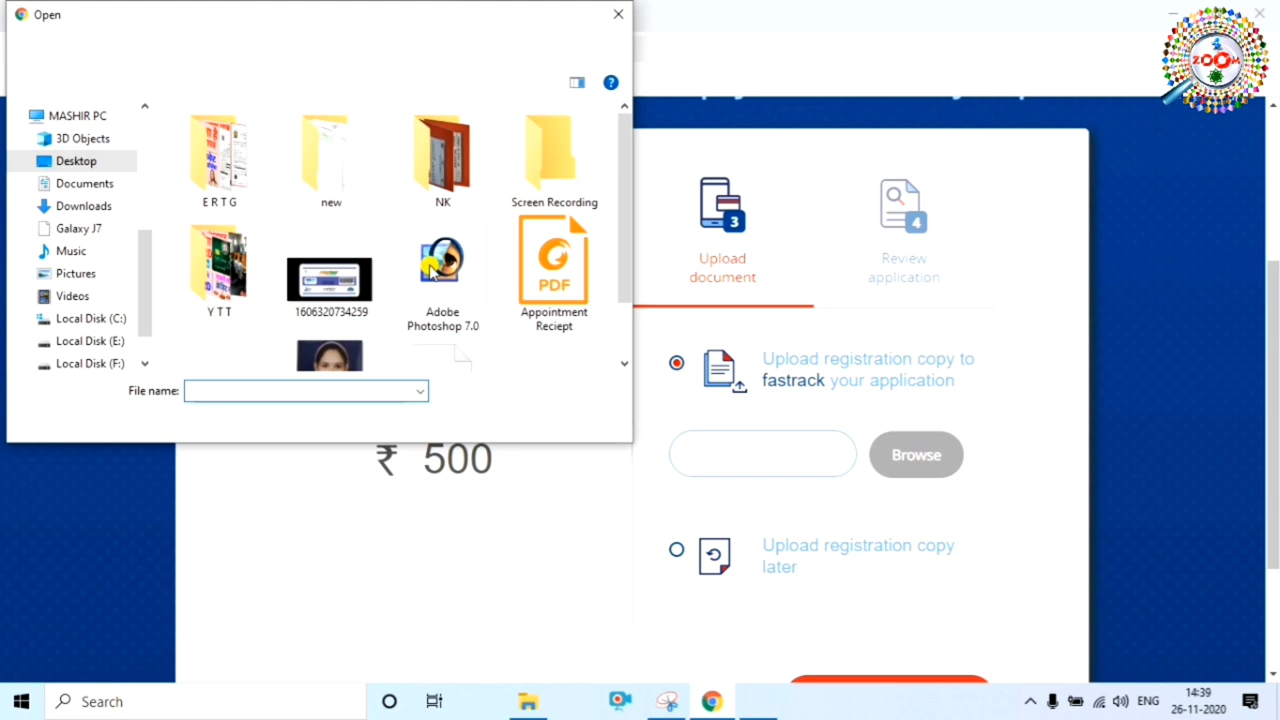 Open
MASHIR PC
3D Objects
Desktop
Documents
Downloads
Galaxy J7
Music
Pictures
Videos
Local Disk (C:)
Local Disk (E:)
Local Disk (F:)
E R T G
new
NK
Screen Recording
Y T T
1606320734259
Adobe
Photoshop 7.0
PDF
Appointment
Reciept
File name:
ZOOM
3
Upload
document
4
Review
application
Upload registration copy to
fastrack your application
Browse
Upload registration copy
later
₹ 500
Search
ENG
14:39
26-11-2020